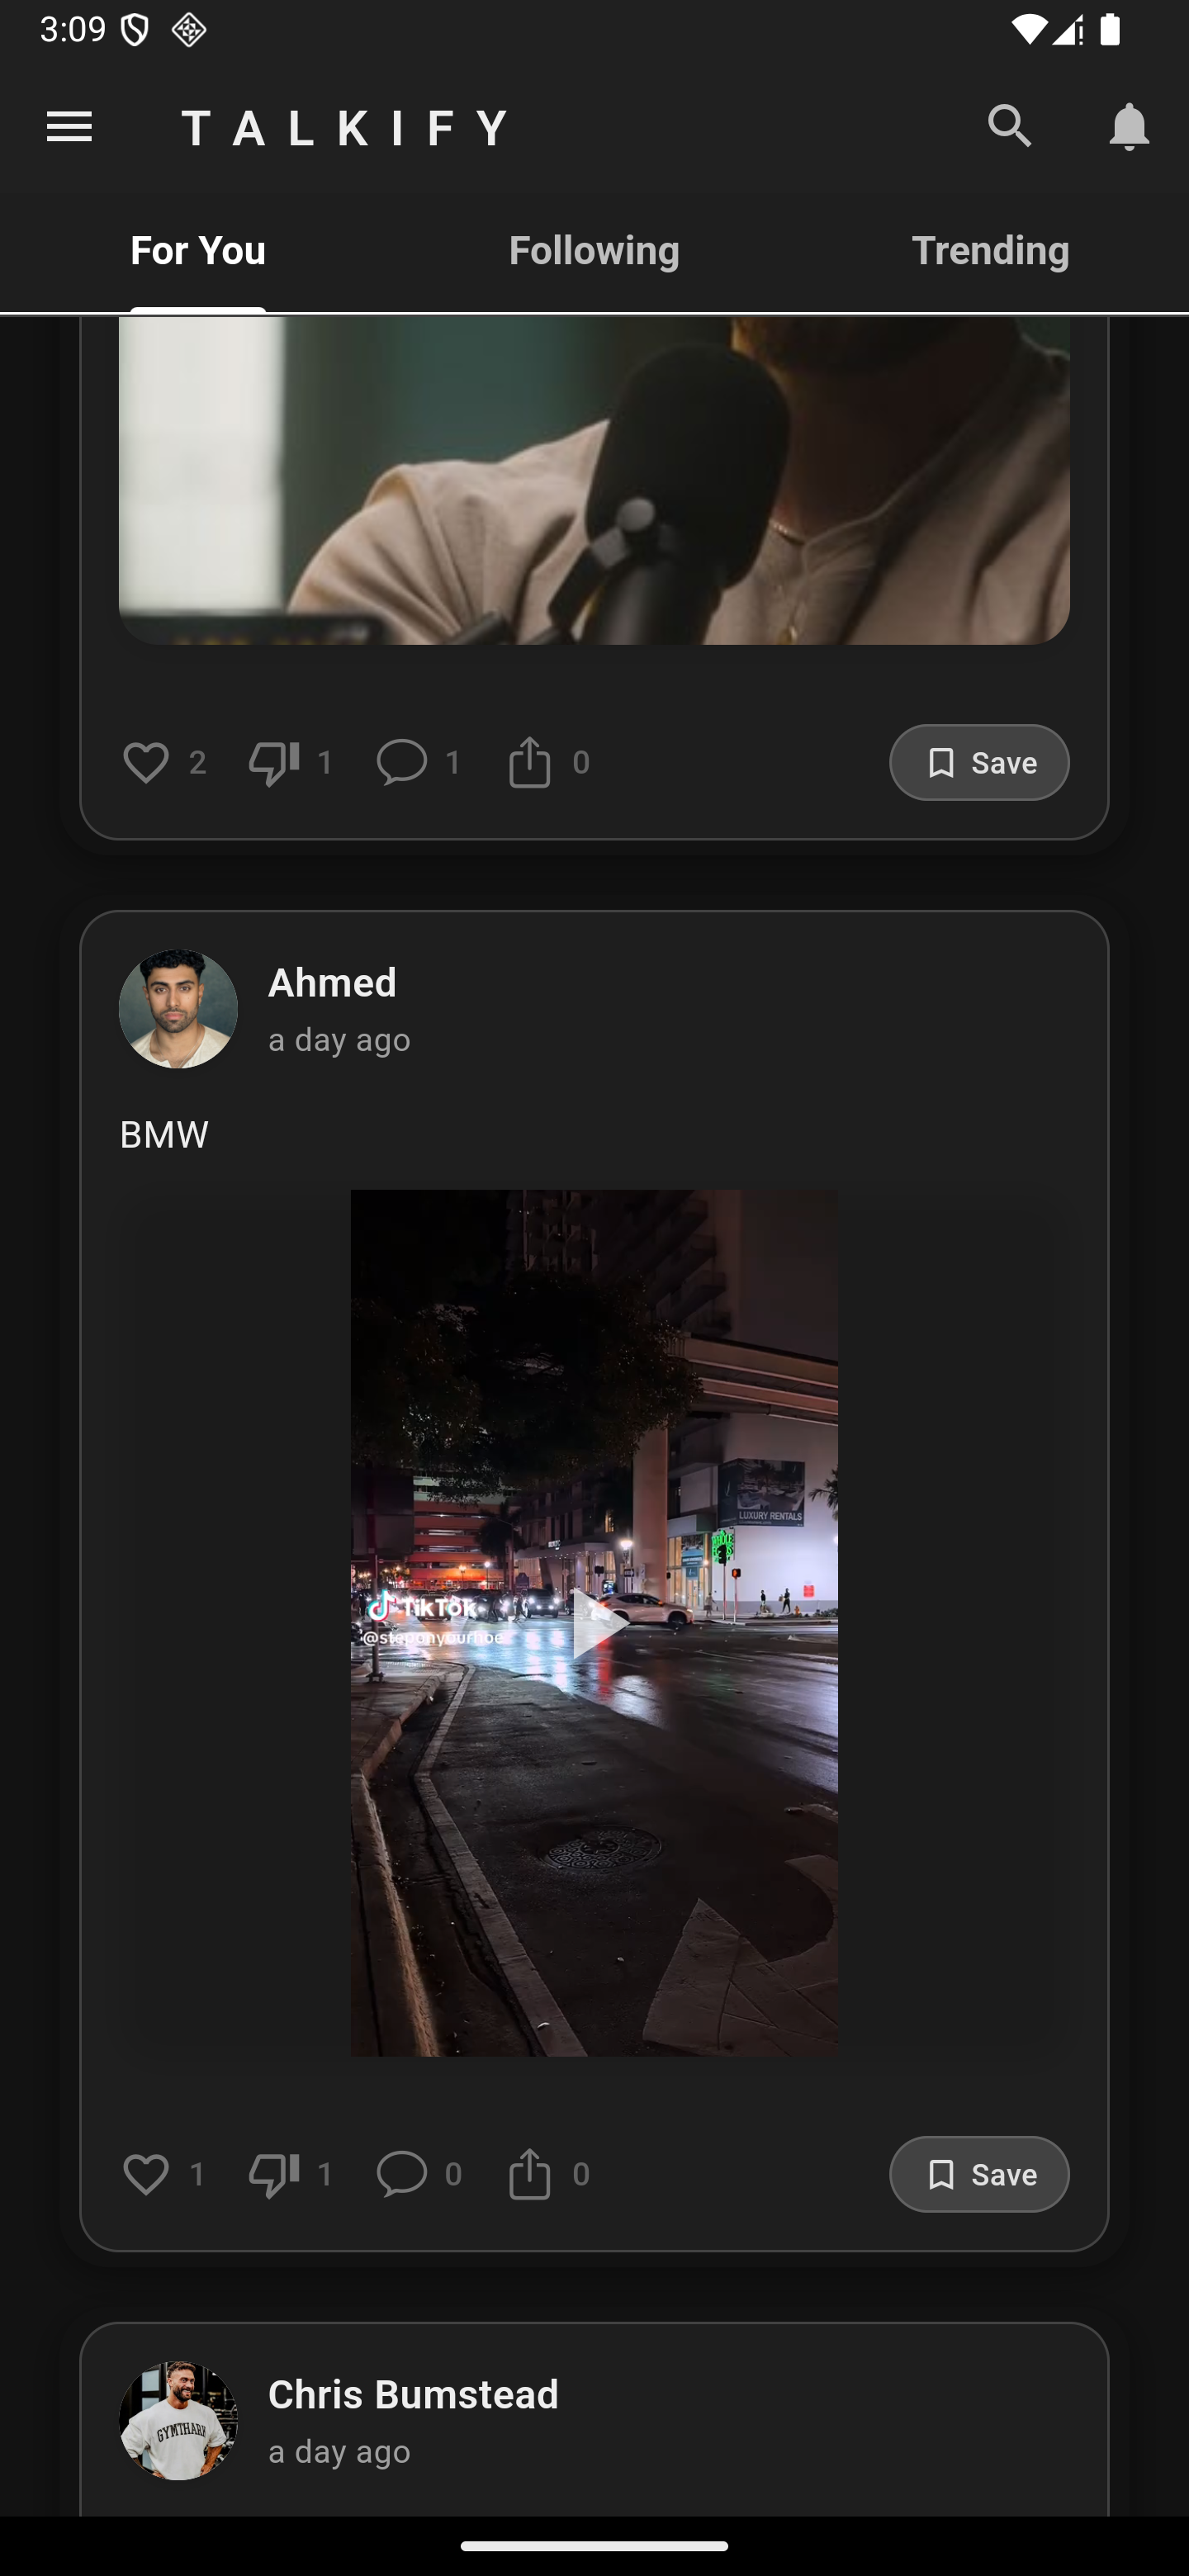 3:09
TALKIFY
For You Following Trending
2 1 1 0 Save
Ahmed
a day ago
BMW
LUXURY RENTALS
TikTok
1 1 0 0 Save
Chris Bumstead
a day ago